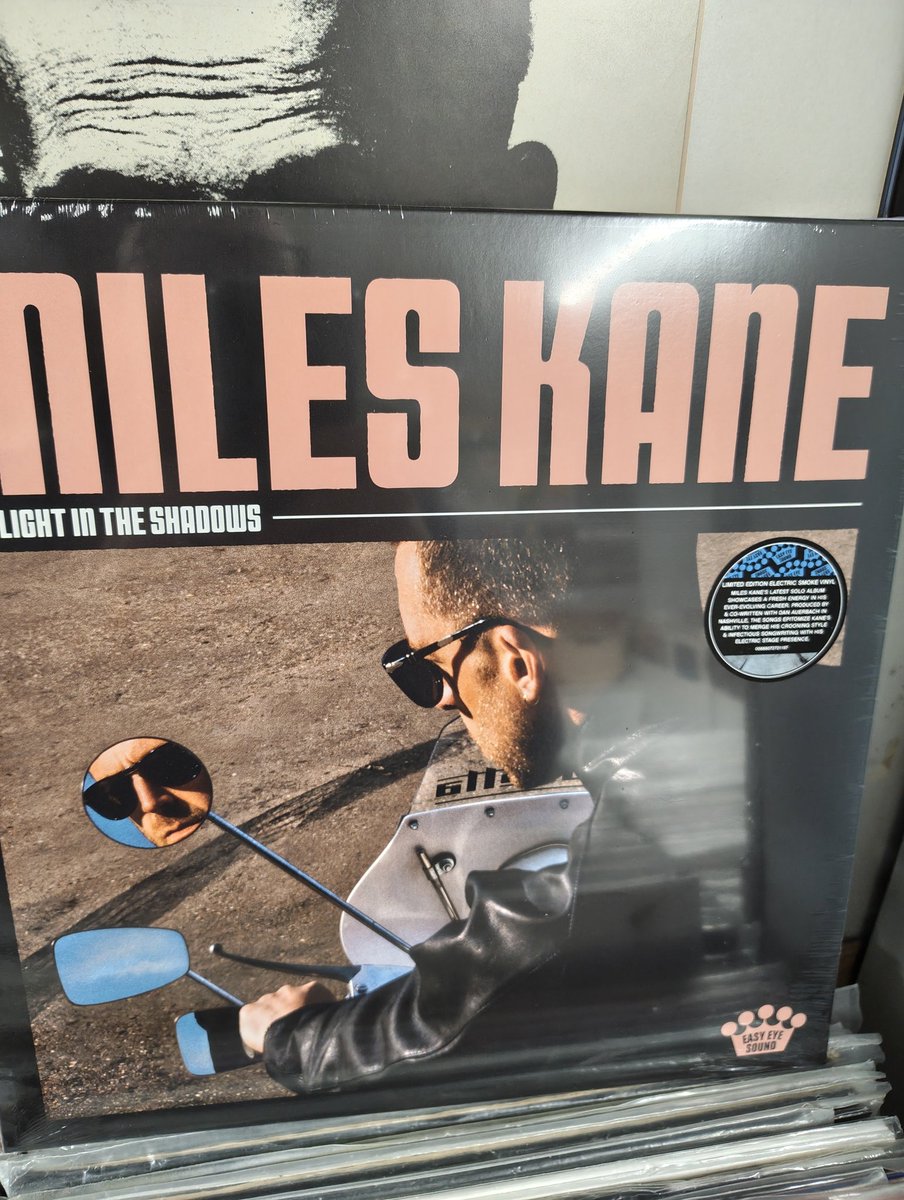 MILES KANE
LIGHT IN THE SHADOWS
LIMITED EDITION ELECTRIC SMOKE VINYL
MILES KANE'S LATEST SOLO ALBUM
SHOWCASES A FRESH ENERGY IN HIS
EVER-EVOLVING CAREER. PRODUCED BY
& CO-WRITTEN WITH DAN AUERBACH IN
NASHVILLE, THE SONGS EPITOMIZE KANE'S
ABILITY TO MERGE HIS CROONING STYLE
& INFECTIOUS SONGWRITING WITH HIS
ELECTRIC STAGE PRESENCE.
EASY EYE
SOUND